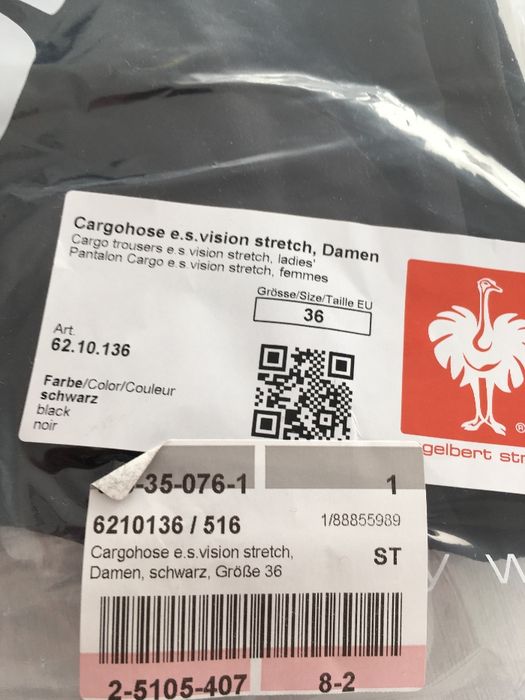 Cargohose e.s.vision stretch, Damen
Cargo trousers e.s vision stretch, ladies'
Pantalon Cargo e.s vision stretch, femmes
Grösse/Size/Taille EU
36
Art.
62.10.136
Farbe/Color/Couleur
schwarz
black
noir
®
gelbert str
-35-076-1 1
6210136 / 516 1/88855989
Cargohose e.s.vision stretch,
Damen, schwarz, Größe 36
ST
2-5105-407 8-2